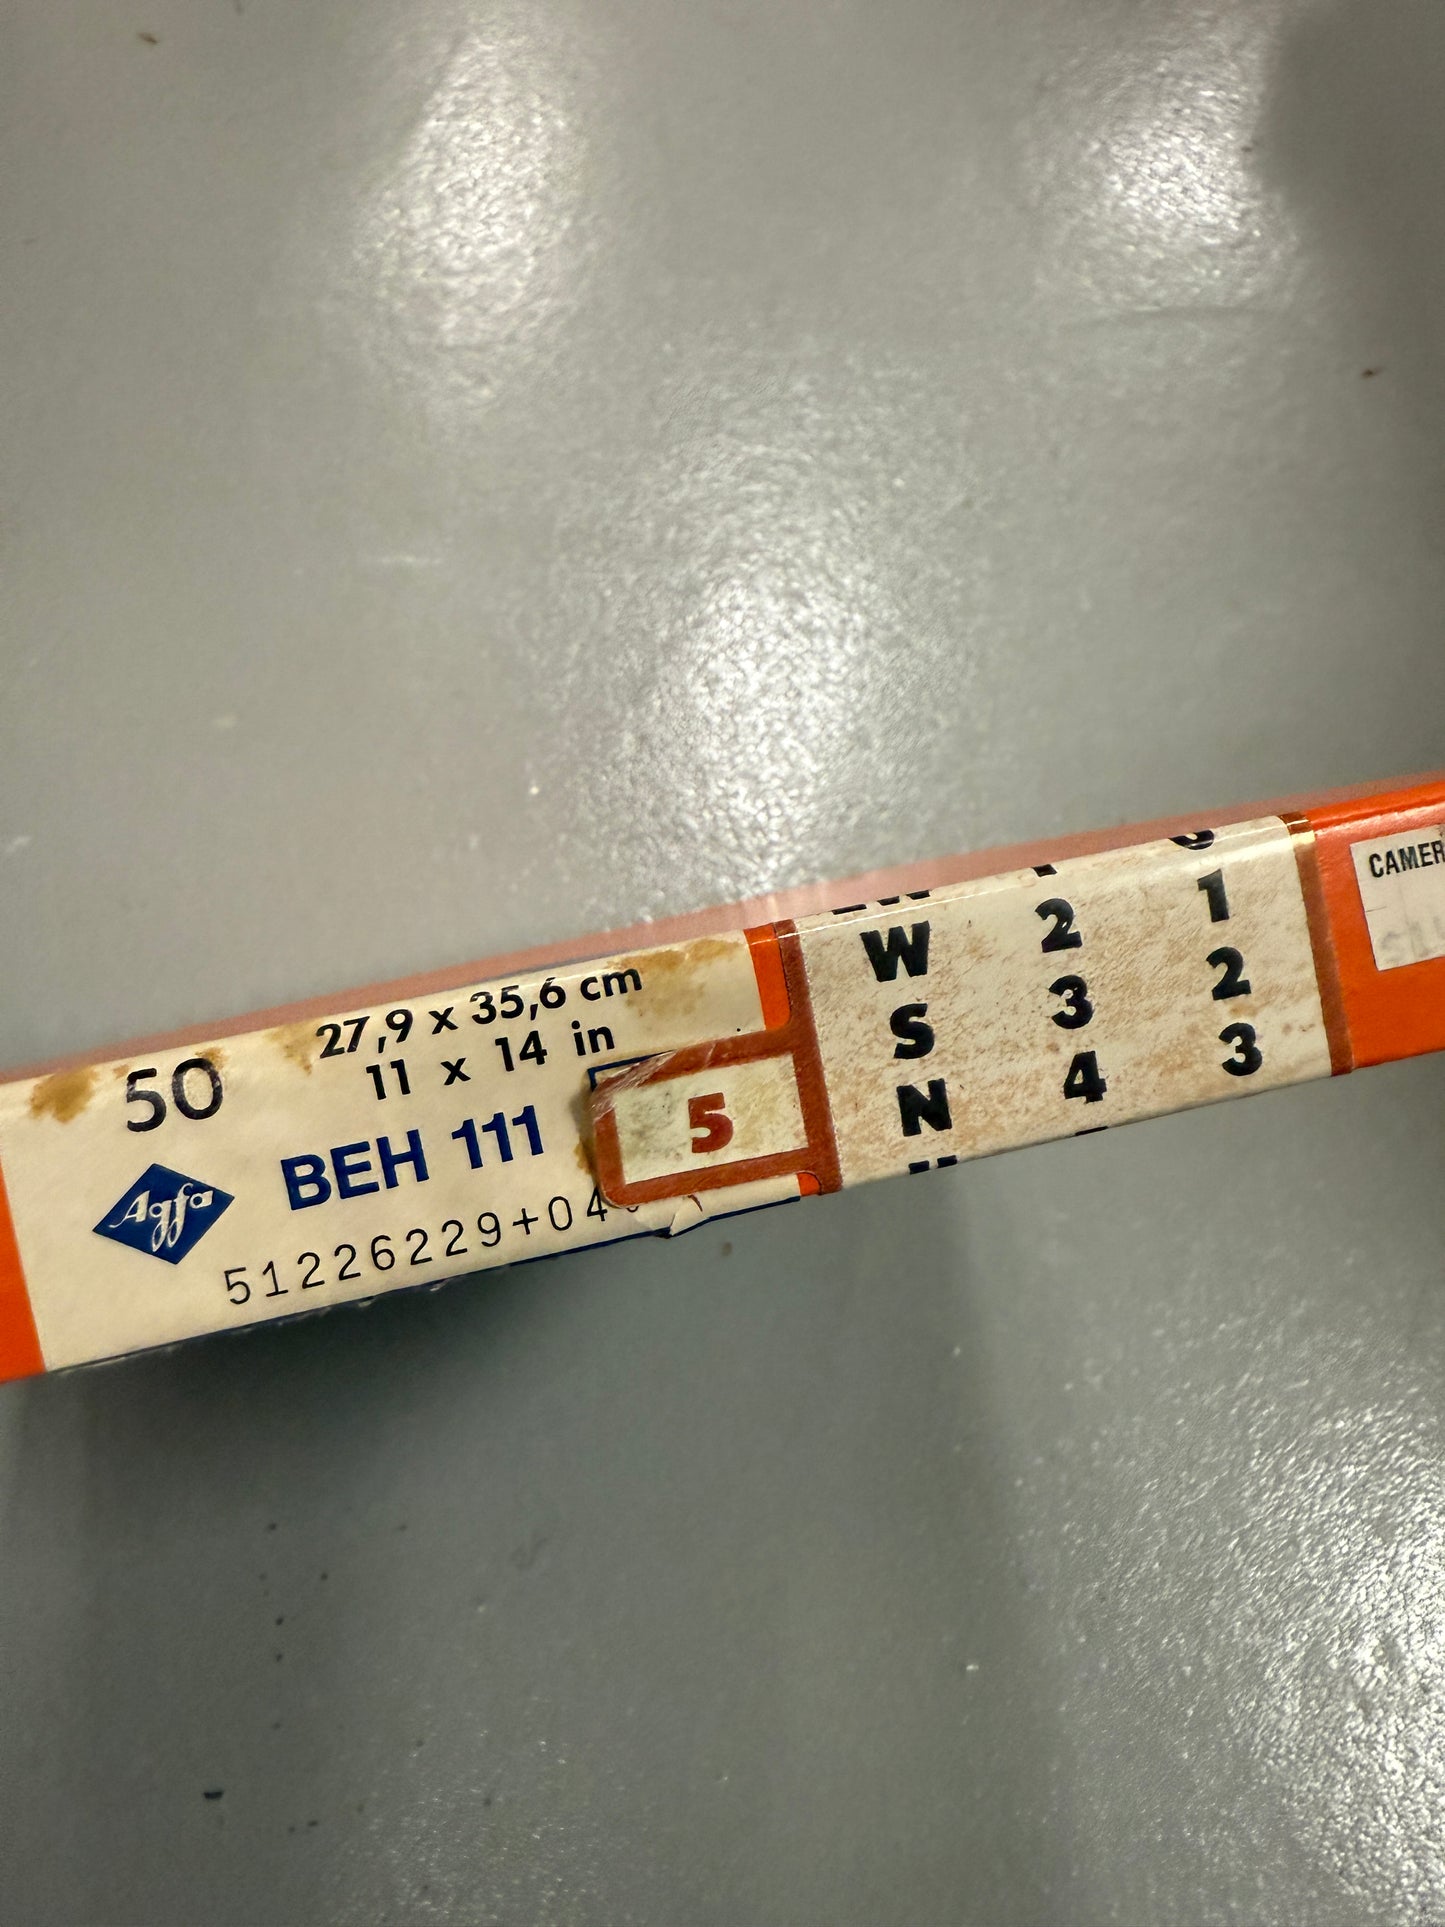 50
27,9 x 35,6 cm
11 x 14 in
BEH 111
Agfa
51226229+04
5
1
W 2 2
S 3 3
N 4
CAMER